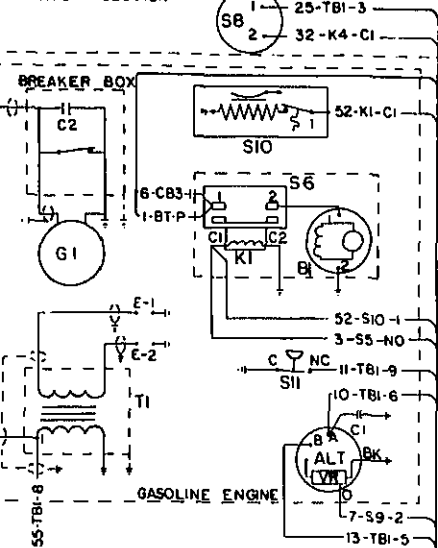 S8
1
25-TB1-3
2
32-K4-C1
BREAKER BOX
C2
1
52-K1-C1
S10
S6
6-CB3
1
2
1-BT-P
G1
C1
C2
K1
B1
1
2
E-1
E-2
52-S10-1
3-S5-NO
C
NC
11-TB1-9
S11
10-TB1-6
T1
B
A
C1
ALT
BK
VR
O
GASOLINE ENGINE
55-TB1-8
7-S9-2
13-TB1-5